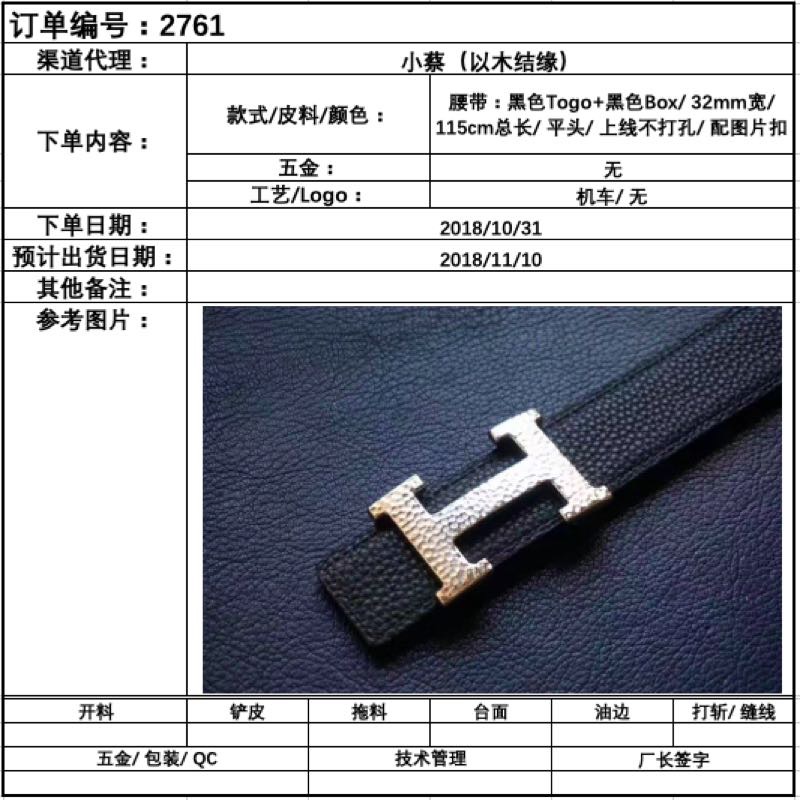 订单编号：2761
渠道代理：
小蔡（以木结缘）
下单内容：
款式/皮料/颜色：
腰带：黑色Togo+黑色Box/ 32mm宽/
115cm总长/ 平头/ 上线不打孔/ 配图片扣
五金：
无
工艺/Logo：
机车/ 无
下单日期：
2018/10/31
预计出货日期：
2018/11/10
其他备注：
参考图片：
开料
铲皮
拖料
台面
油边
打斩/ 缝线
五金/ 包装/ QC
技术管理
厂长签字